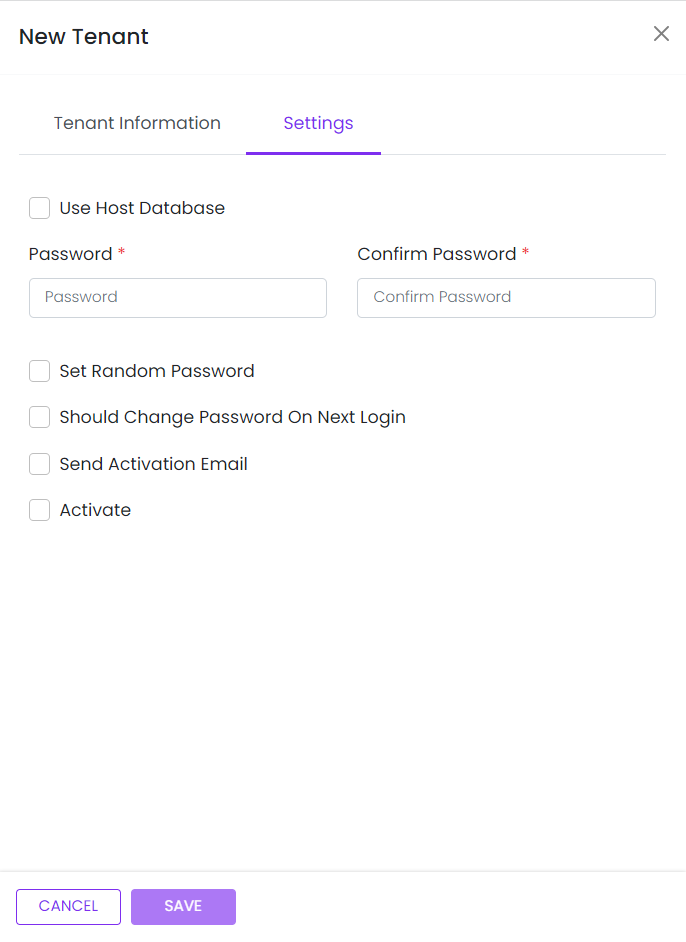 New Tenant
Tenant Information Settings
Use Host Database
Password * Confirm Password *
Password Confirm Password
Set Random Password
Should Change Password On Next Login
Send Activation Email
Activate
CANCEL SAVE